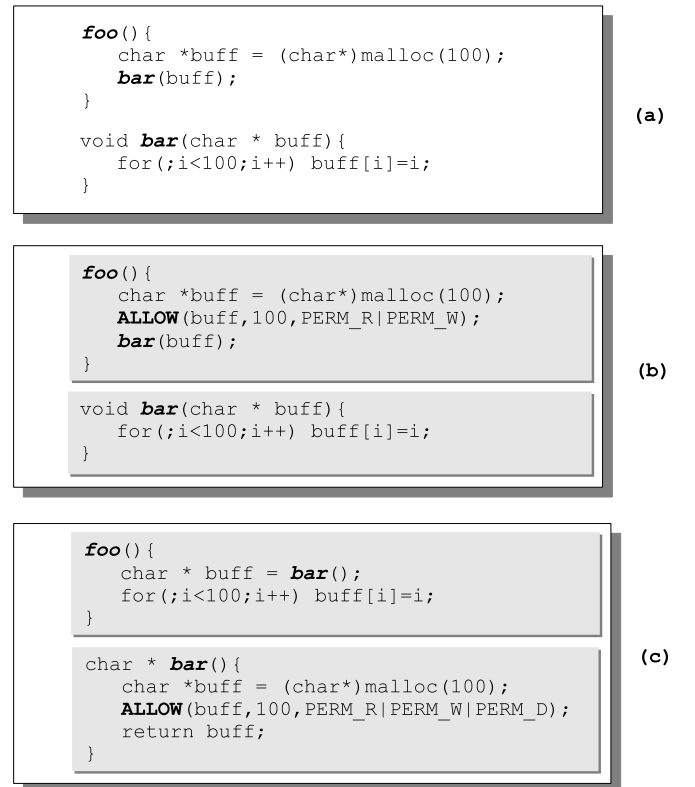 foo(){
char *buff = (char*)malloc(100);
bar(buff);
}
(a)
void bar(char * buff){
for(;i<100;i++) buff[i]=i;
}
foo(){
char *buff = (char*)malloc(100);
ALLOW(buff,100,PERM_R|PERM_W);
bar(buff);
}
(b)
void bar(char * buff){
for(;i<100;i++) buff[i]=i;
}
foo(){
char * buff = bar();
for(;i<100;i++) buff[i]=i;
}
(c)
char * bar(){
char *buff = (char*)malloc(100);
ALLOW(buff,100,PERM_R|PERM_W|PERM_D);
return buff;
}